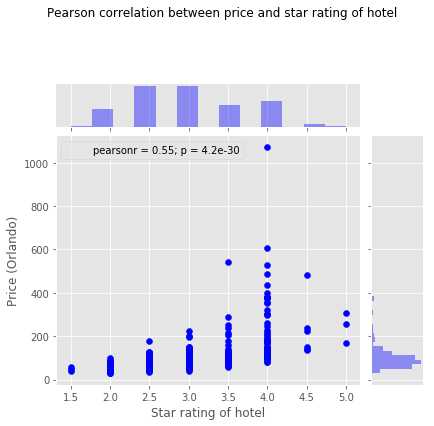 Pearson correlation between price and star rating of hotel
pearsonr = 0.55; p = 4.2e-30
1000
800
600
400
200
0
Price (Orlando)
1.5 2.0 2.5 3.0 3.5 4.0 4.5 5.0
Star rating of hotel